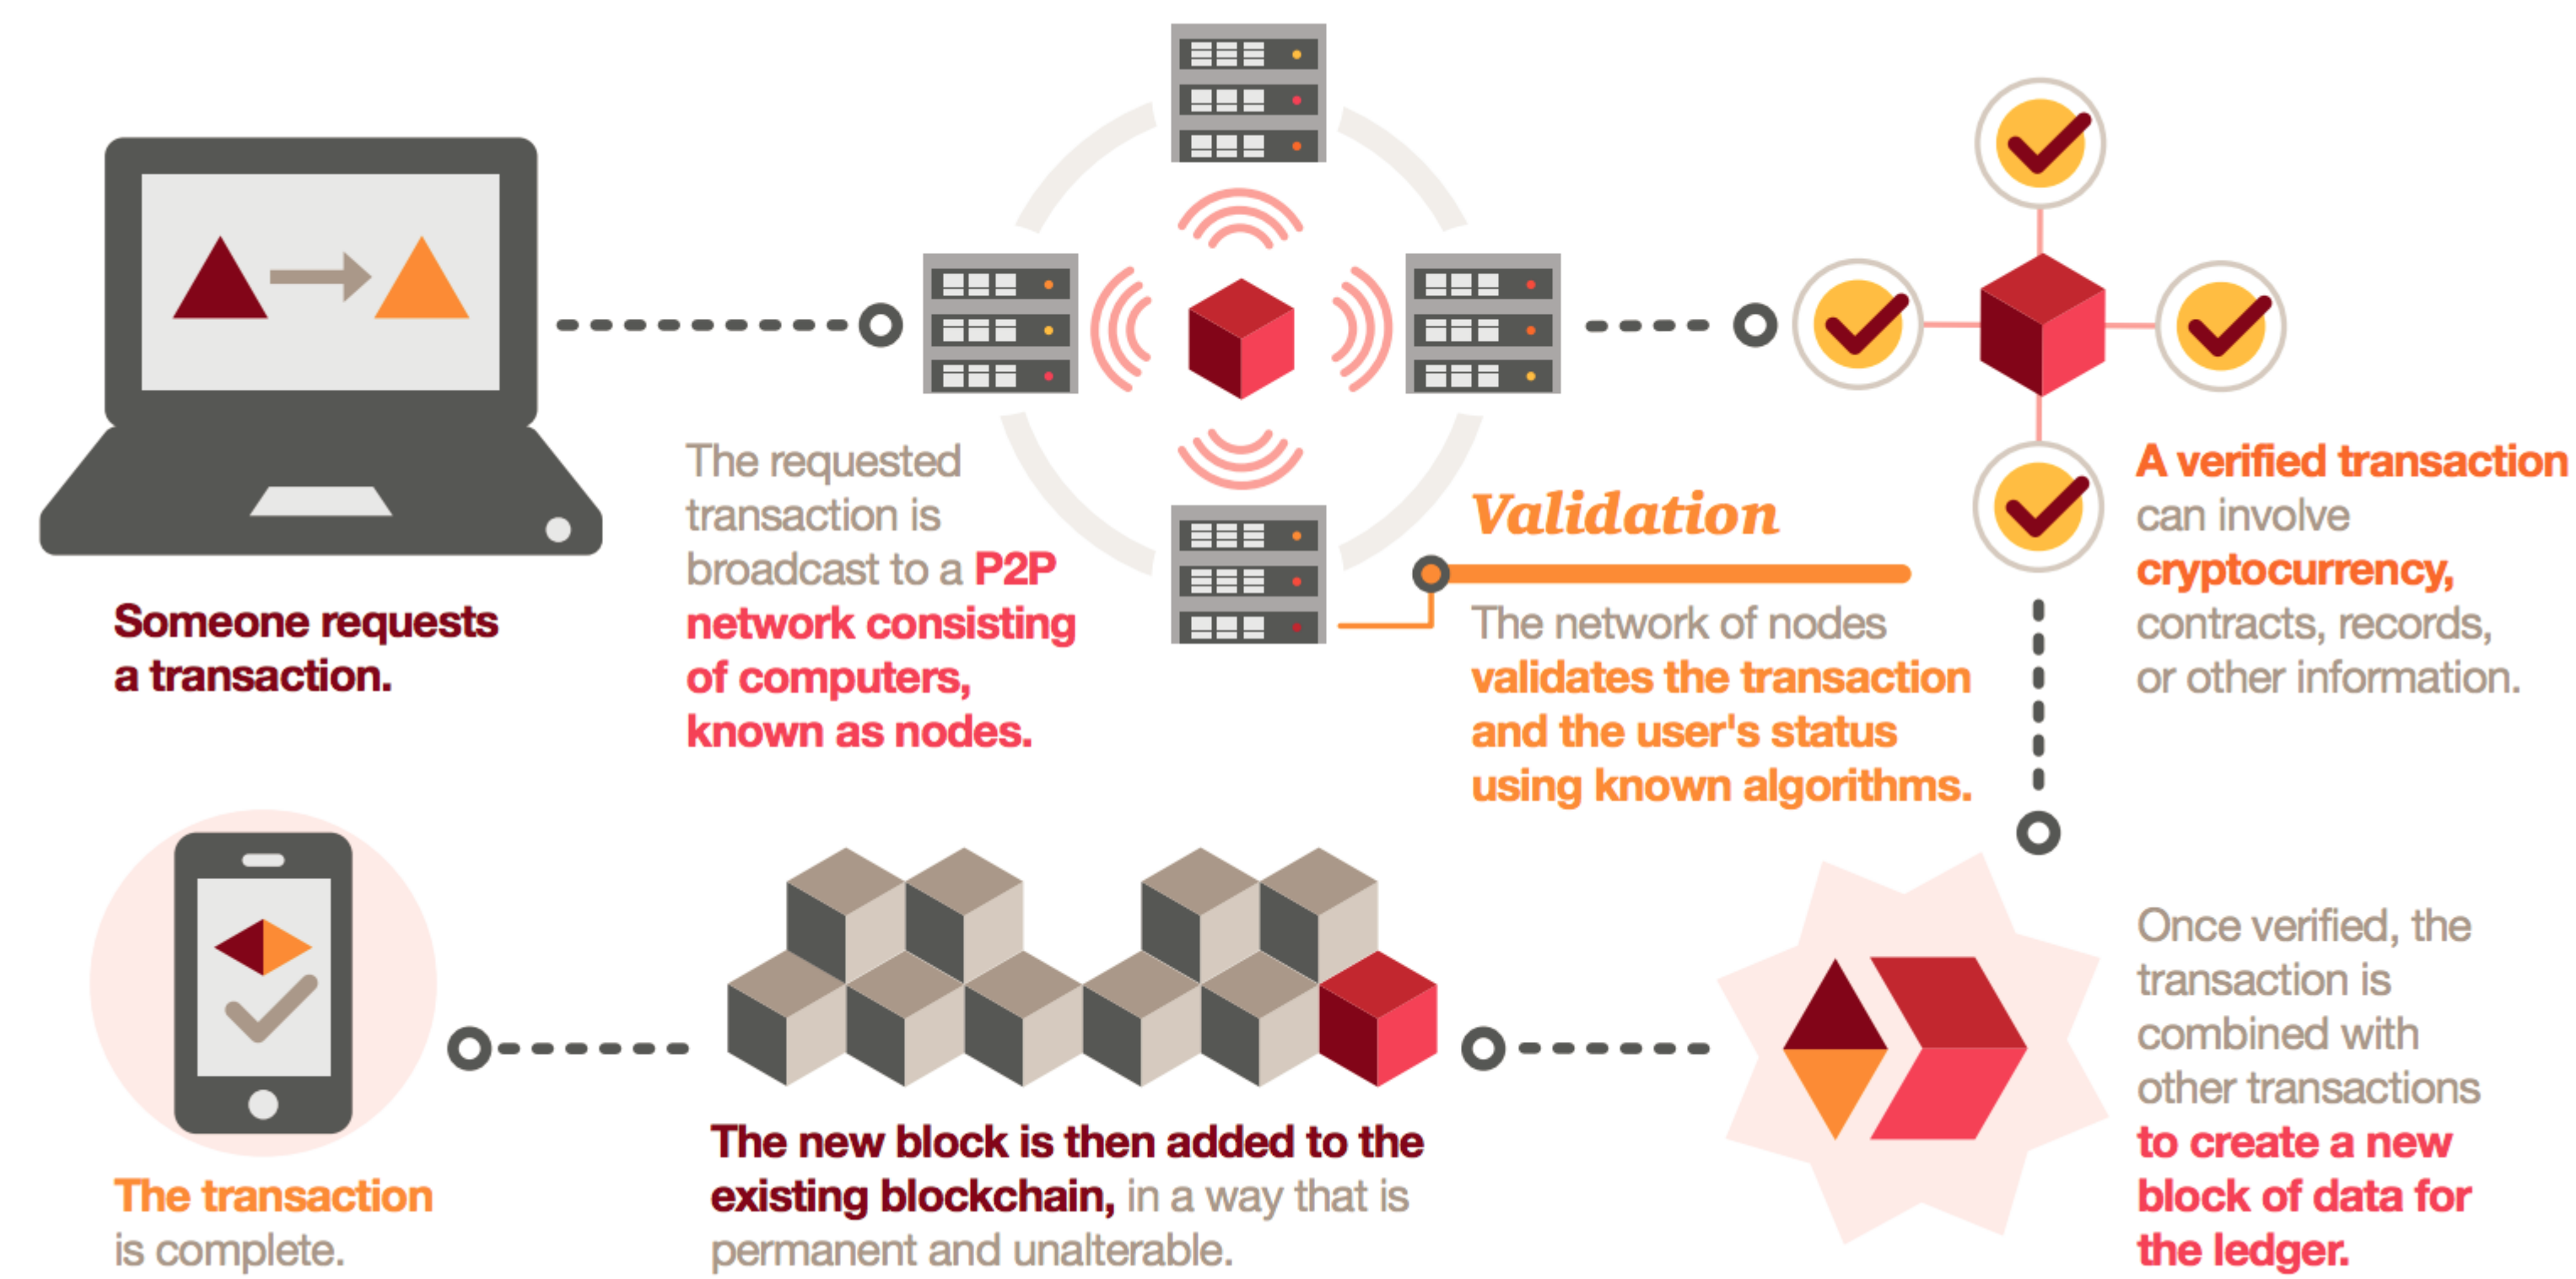 Someone requests
a transaction.
The requested
transaction is
broadcast to a P2P
network consisting
of computers,
known as nodes.
Validation
The network of nodes
validates the transaction
and the user's status
using known algorithms.
A verified transaction
can involve
cryptocurrency,
contracts, records,
or other information.
Once verified, the
transaction is
combined with
other transactions
to create a new
block of data for
the ledger.
The new block is then added to the
existing blockchain, in a way that is
permanent and unalterable.
The transaction
is complete.